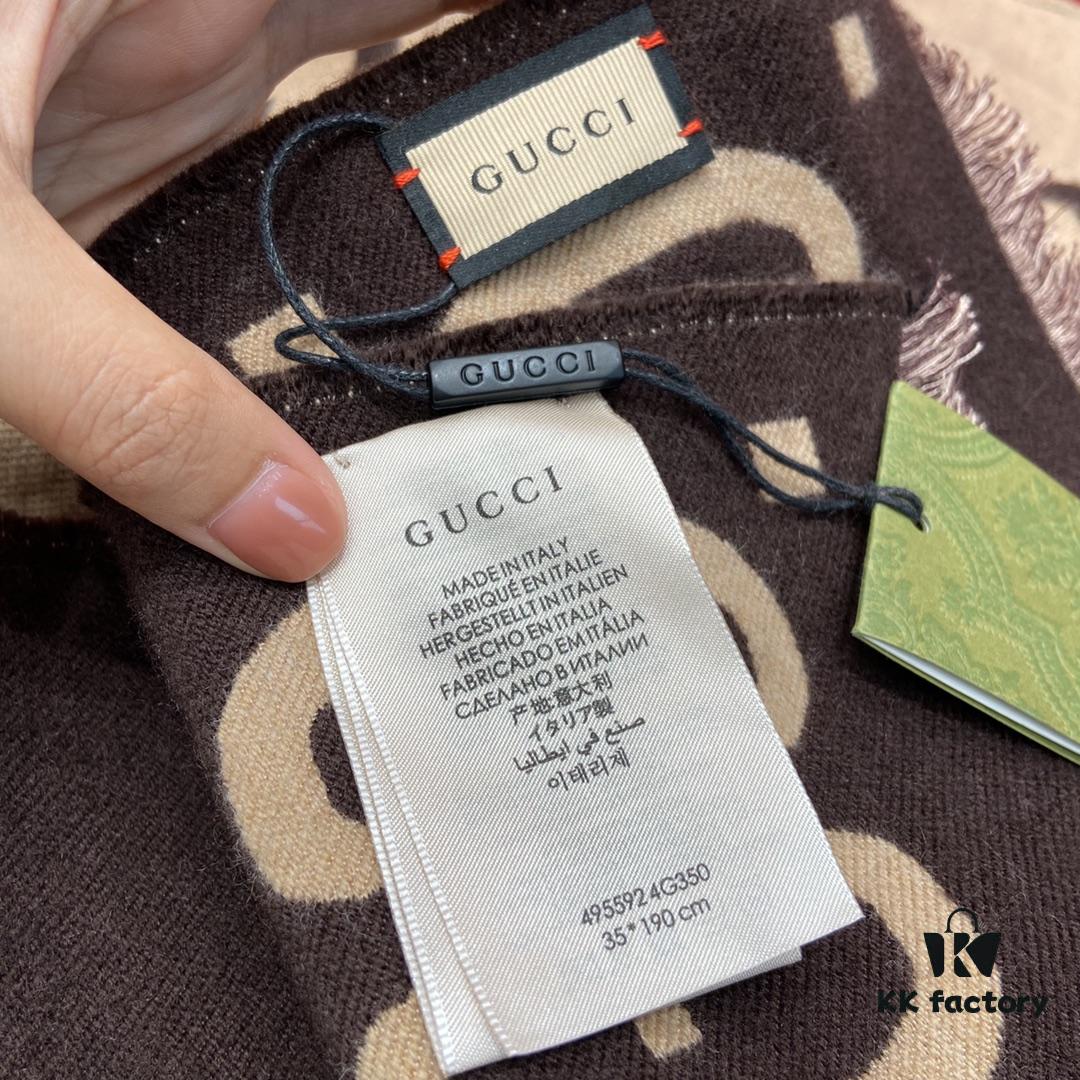 GUCCI
GUCCI
GUCCI
MADE IN ITALY
FABRIQUÉ EN ITALIE
HERGESTELLT IN ITALIEN
HECHO EN ITALIA
FABRICADO EM ITÁLIA
СДЕЛАНО В ИТАЛИИ
产地:意大利
イタリア製
صنع في ايطاليا
이테리제
495592 4G350
35*190 cm
KK factory